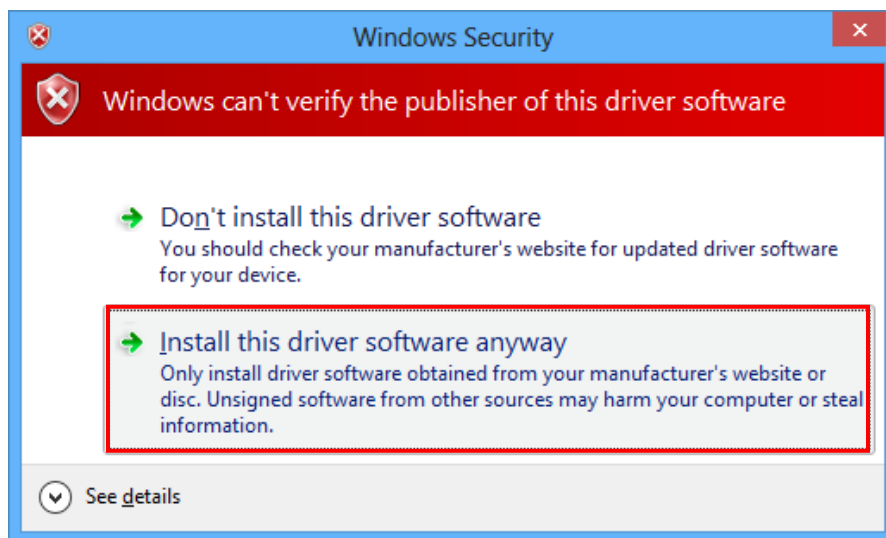 Windows Security
Windows can't verify the publisher of this driver software
Don't install this driver software
You should check your manufacturer's website for updated driver software
for your device.
Install this driver software anyway
Only install driver software obtained from your manufacturer's website or
disc. Unsigned software from other sources may harm your computer or steal
information.
See details